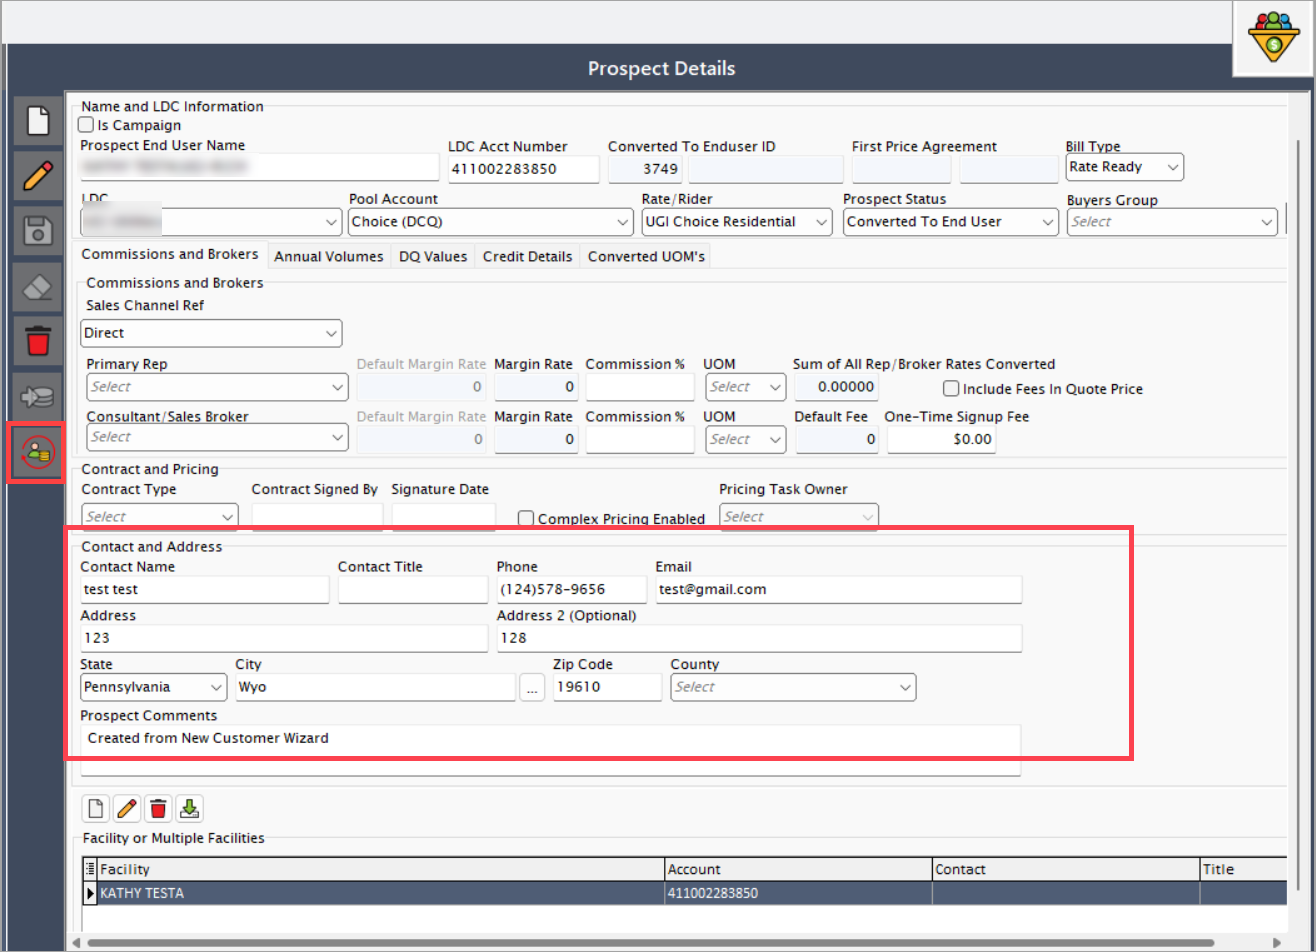 Prospect Details
Name and LDC Information
Is Campaign
Prospect End User Name LDC Acct Number Converted To Enduser ID First Price Agreement Bill Type
411002283850 3749 Rate Ready
LDC Pool Account Rate/Rider Prospect Status Buyers Group
Choice (DCQ) UGI Choice Residential Converted To End User Select
Commissions and Brokers Annual Volumes DQ Values Credit Details Converted UOM's
Commissions and Brokers
Sales Channel Ref
Direct
Primary Rep Default Margin Rate Margin Rate Commission % UOM Sum of All Rep/Broker Rates Converted
Select 0 0 Select 0.00000 Include Fees In Quote Price
Consultant/Sales Broker Default Margin Rate Margin Rate Commission % UOM Default Fee One-Time Signup Fee
Select 0 0 Select 0 $0.00
Contract and Pricing
Contract Type Contract Signed By Signature Date Pricing Task Owner
Select Complex Pricing Enabled Select
Contact and Address
Contact Name Contact Title Phone Email
test test (124)578-9656 test@gmail.com
Address Address 2 (Optional)
123 128
State City Zip Code County
Pennsylvania Wyo ... 19610 Select
Prospect Comments
Created from New Customer Wizard
Facility or Multiple Facilities
Facility Account Contact Title
KATHY TESTA 411002283850